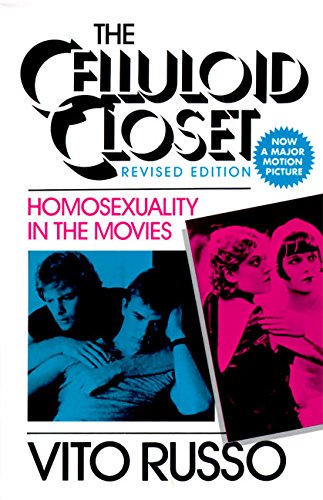 THE
CELLULOID
CLOSET
REVISED EDITION
NOW
A MAJOR
MOTION
PICTURE
HOMOSEXUALITY
IN THE MOVIES
VITO RUSSO